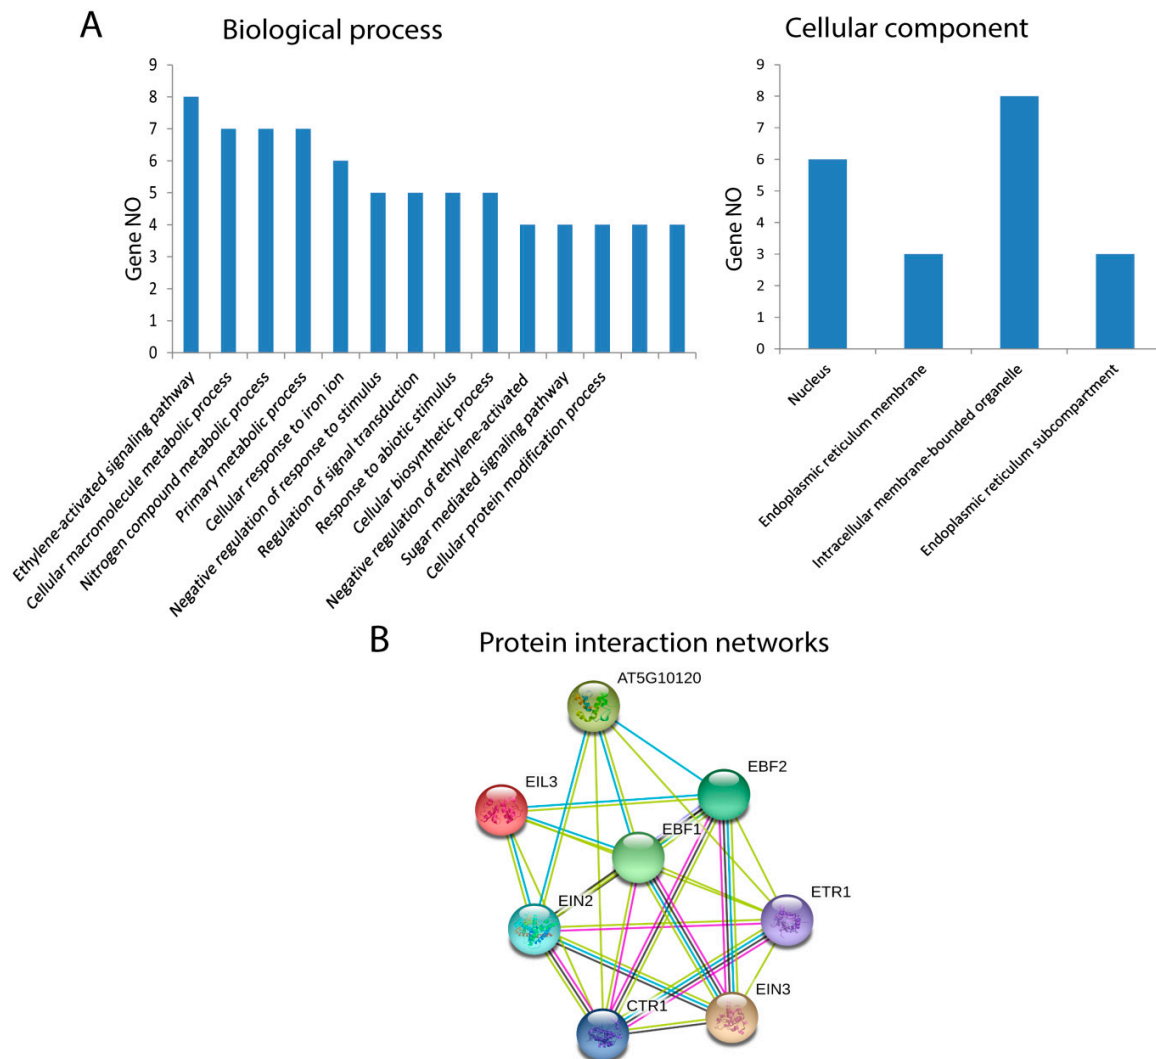 A
Biological process
Cellular component
Gene NO
9
8
7
6
5
4
3
2
1
0
Ethylene-activated signaling pathway
Cellular macromolecule metabolic process
Nitrogen compound metabolic process
Primary metabolic process
Cellular response to iron ion
Negative regulation of response to stimulus
Regulation of signal transduction
Response to abiotic stimulus
Cellular biosynthetic process
Negative regulation of ethylene-activated
Sugar mediated signaling pathway
Cellular protein modification process
Gene NO
9
8
7
6
5
4
3
2
1
0
Nucleus
Endoplasmic reticulum membrane
Intracellular membrane-bounded organelle
Endoplasmic reticulum subcompartment
B
Protein interaction networks
AT5G10120
EBF2
EIL3
EBF1
ETR1
EIN2
EIN3
CTR1